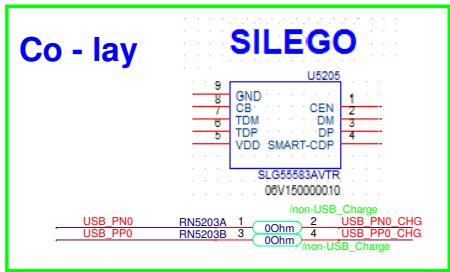 Co - lay
SILEGO
U5205
9 GND
8 CB CEN 1
7 TDM DM 2
6 TDP DP 3
5 VDD SMART-CDP 4
SLG55583AVTR
06V150000010
/non-USB_Charge
USB_PN0 RN5203A 1 0Ohm 2 USB_PN0_CHG
USB_PP0 RN5203B 3 0Ohm 4 USB_PP0_CHG
/non-USB_Charge